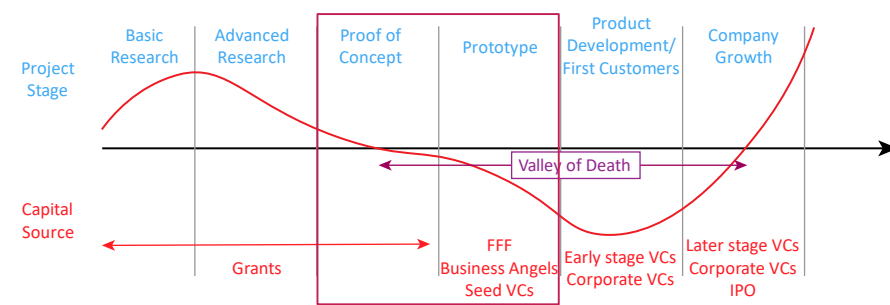 Project
Stage
Basic
Research
Advanced
Research
Proof of
Concept
Prototype
Product
Development/
First Customers
Company
Growth
Valley of Death
Capital
Source
Grants
FFF
Business Angels
Seed VCs
Early stage VCs
Corporate VCs
Later stage VCs
Corporate VCs
IPO